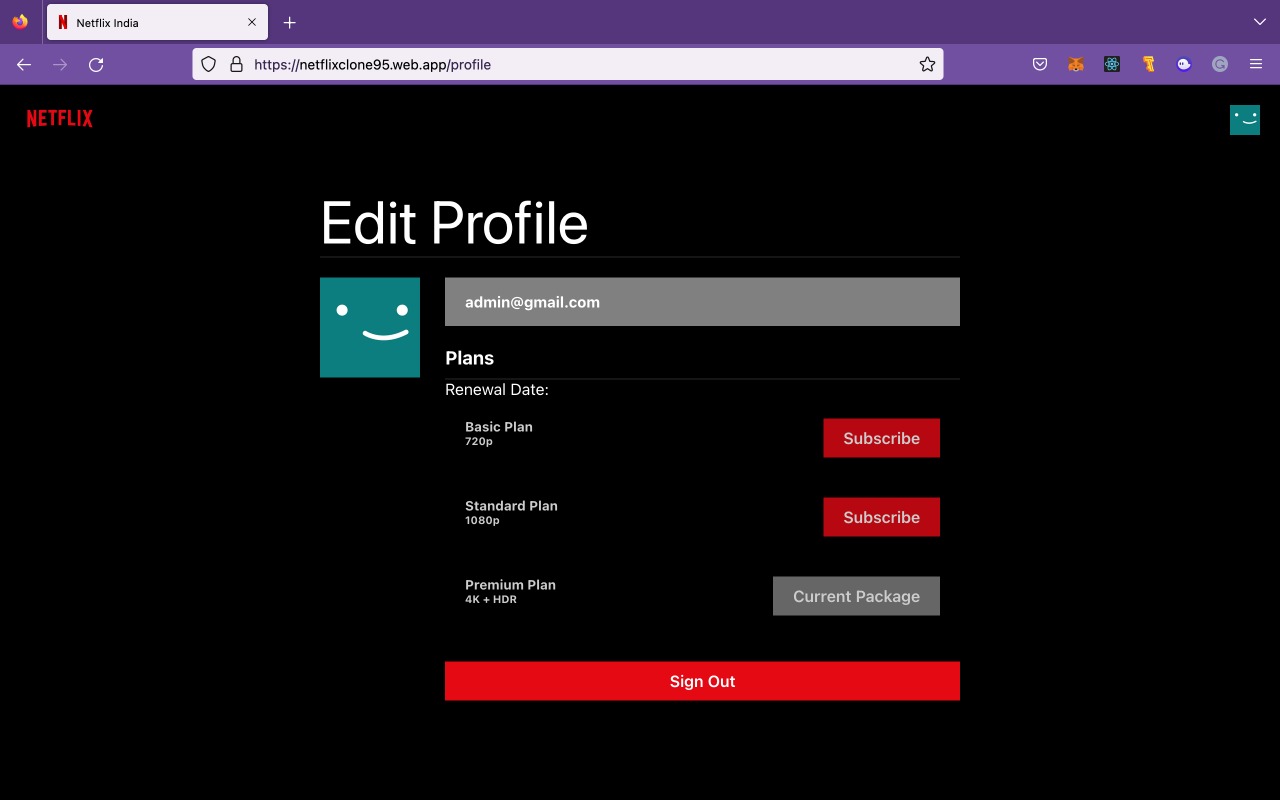 Netflix India
https://netflixclone95.web.app/profile
NETFLIX
Edit Profile
admin@gmail.com
Plans
Renewal Date:
Basic Plan
720p
Subscribe
Standard Plan
1080p
Subscribe
Premium Plan
4K + HDR
Current Package
Sign Out